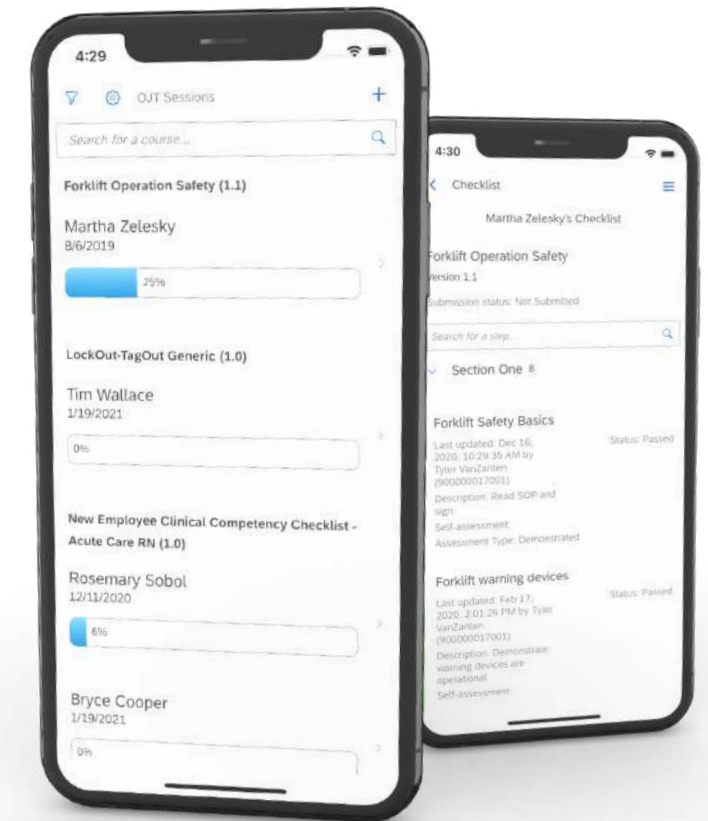 4:29
OJT Sessions
Search for a course ...
Forklift Operation Safety (1.1)
Martha Zelesky
8/6/2019
25%
LockOut-TagOut Generic (1.0)
Tim Wallace
1/19/2021
0%
New Employee Clinical Competency Checklist -
Acute Care RN (1.0)
Rosemary Sobol
12/11/2020
6%
Bryce Cooper
1/19/2021
0%
4:30
Checklist
Martha Zelesky's Checklist
Forklift Operation Safety
Version 1.1
Submission status: Not Submitted
Search for a step...
Section One 8
Forklift Safety Basics
Last updated: Dec 16,
2020, 10:29:35 AM by
Tyler VanZanten
(900000017001)
Status: Passed
Description: Read SOP and
sign
Self-assessment
Assessment Type: Demonstrated
Forklift warning devices
Last updated: Feb 17,
2020, 2:01:26 PM by Tyler
VanZanten
(900000017001)
Status: Passed
Description: Demonstrate
warning devices are
operational
Self-assessment: